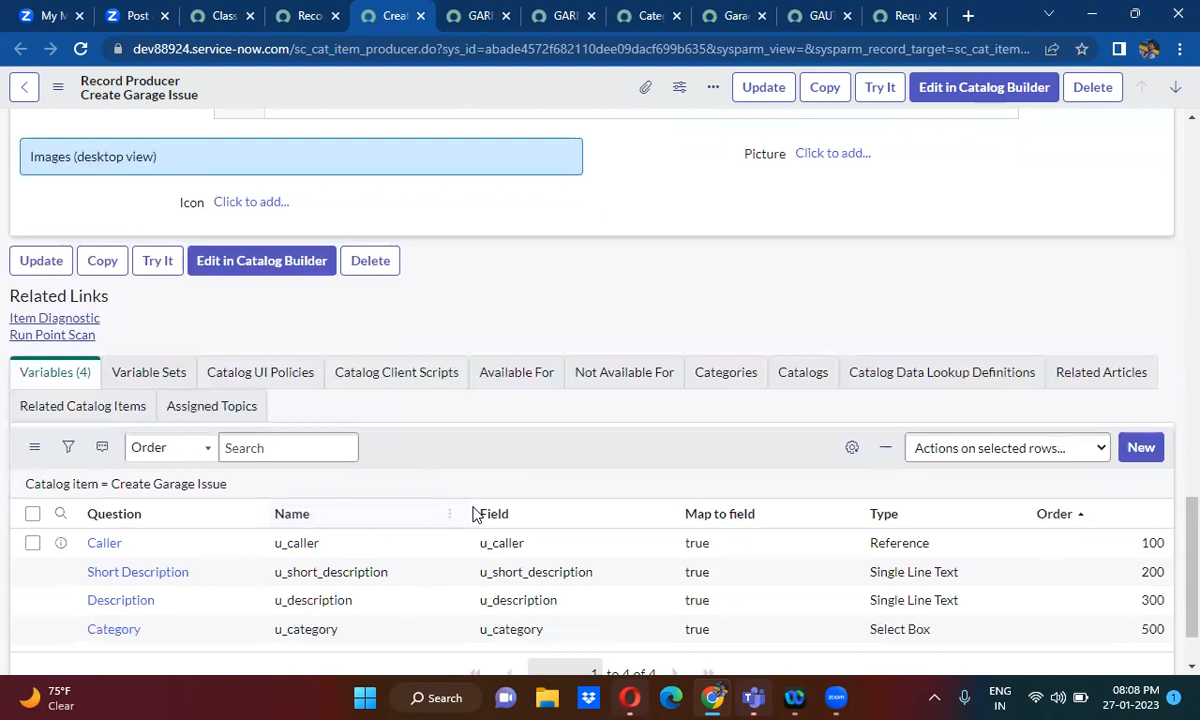 My M
Post
Class
Reco
Creat
GARI
GARI
Categ
Garag
GAUT
Requ
dev88924.service-now.com/sc_cat_item_producer.do?sys_id=abade4572f682110dee09dacf699b635&sysparm_view=&sysparm_record_target=sc_cat_item...
Record Producer
Create Garage Issue
Update Copy Try It Edit in Catalog Builder Delete
Images (desktop view)
Picture Click to add...
Icon Click to add...
Update Copy Try It Edit in Catalog Builder Delete
Related Links
Item Diagnostic
Run Point Scan
Variables (4) Variable Sets Catalog UI Policies Catalog Client Scripts Available For Not Available For Categories Catalogs Catalog Data Lookup Definitions Related Articles
Related Catalog Items Assigned Topics
Order Search Actions on selected rows... New
Catalog item = Create Garage Issue
Question Name Field Map to field Type Order
Caller u_caller u_caller true Reference 100
Short Description u_short_description u_short_description true Single Line Text 200
Description u_description u_description true Single Line Text 300
Category u_category u_category true Select Box 500
1 to 4 of 4
75°F
Clear
Search
zoom
ENG
IN
08:08 PM
27-01-2023
1